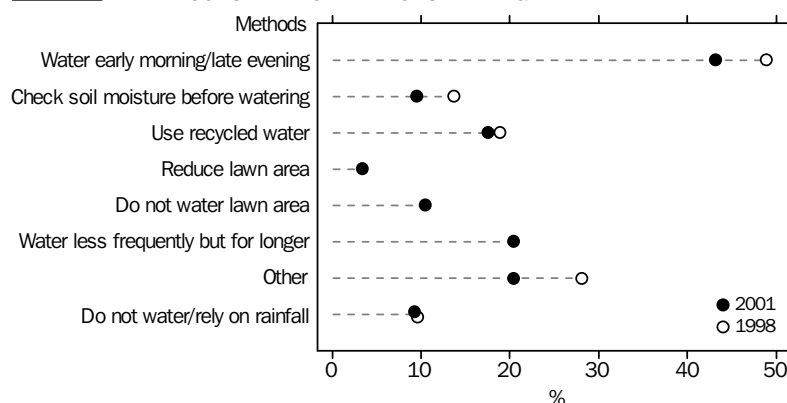 Methods
Water early morning/late evening
Check soil moisture before watering
Use recycled water
Reduce lawn area
Do not water lawn area
Water less frequently but for longer
Other
Do not water/rely on rainfall
2001
1998
0 10 20 30 40 50
%